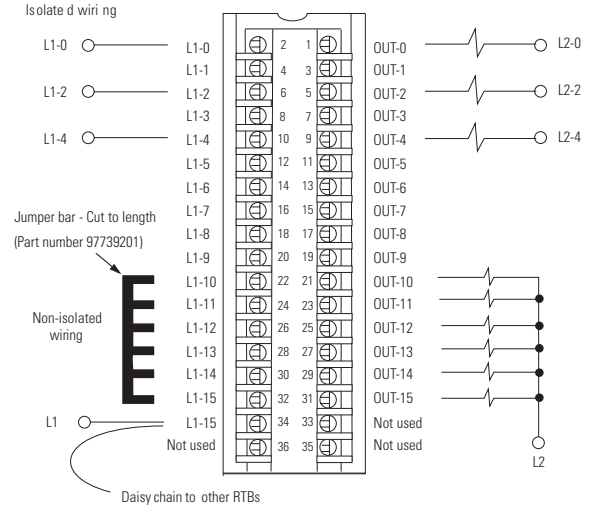 Isolated wiring
L1-0 L1-0 2 1 OUT-0 L2-0
L1-1 4 3 OUT-1
L1-2 L1-2 6 5 OUT-2 L2-2
L1-3 8 7 OUT-3
L1-4 L1-4 10 9 OUT-4 L2-4
L1-5 12 11 OUT-5
L1-6 14 13 OUT-6
L1-7 16 15 OUT-7
Jumper bar - Cut to length
(Part number 97739201)
L1-8 18 17 OUT-8
L1-9 20 19 OUT-9
L1-10 22 21 OUT-10
L1-11 24 23 OUT-11
Non-isolated
wiring
L1-12 26 25 OUT-12
L1-13 28 27 OUT-13
L1-14 30 29 OUT-14
L1-15 32 31 OUT-15
L1 L1-15 34 33 Not used
Not used 36 35 Not used
L2
Daisy chain to other RTBs